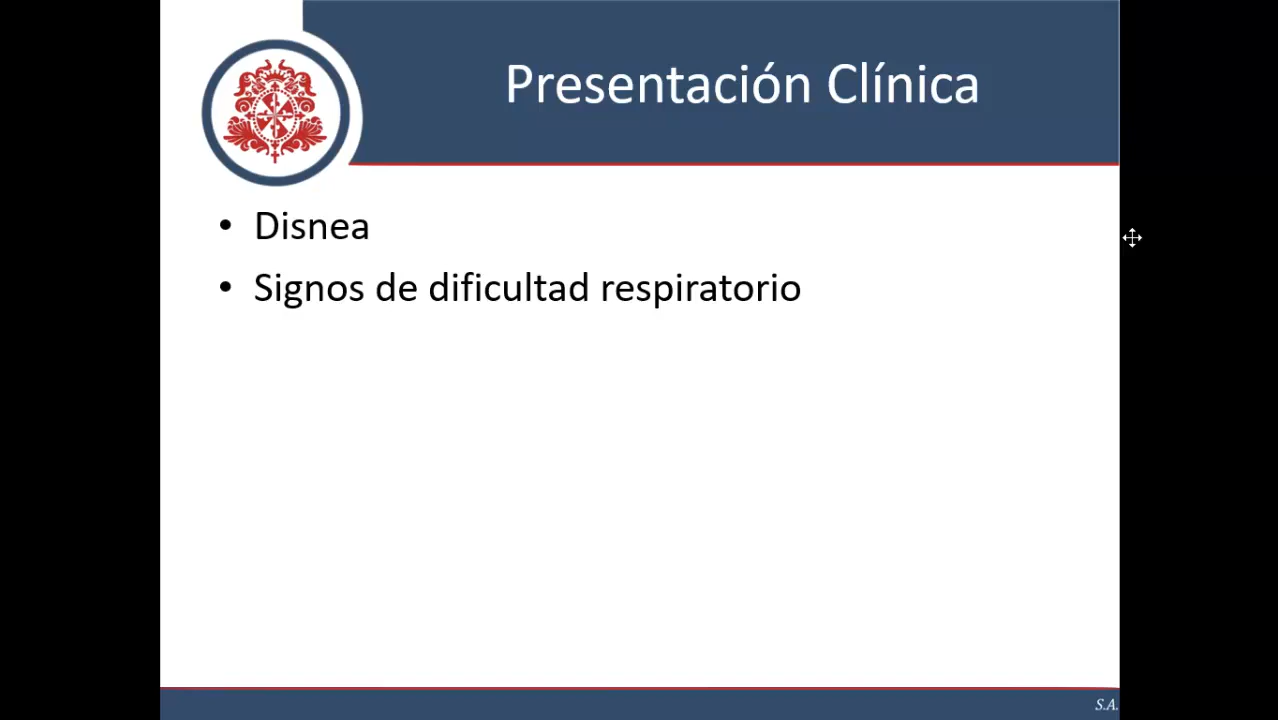 Presentación Clínica
• Disnea
• Signos de dificultad respiratorio
S.A.